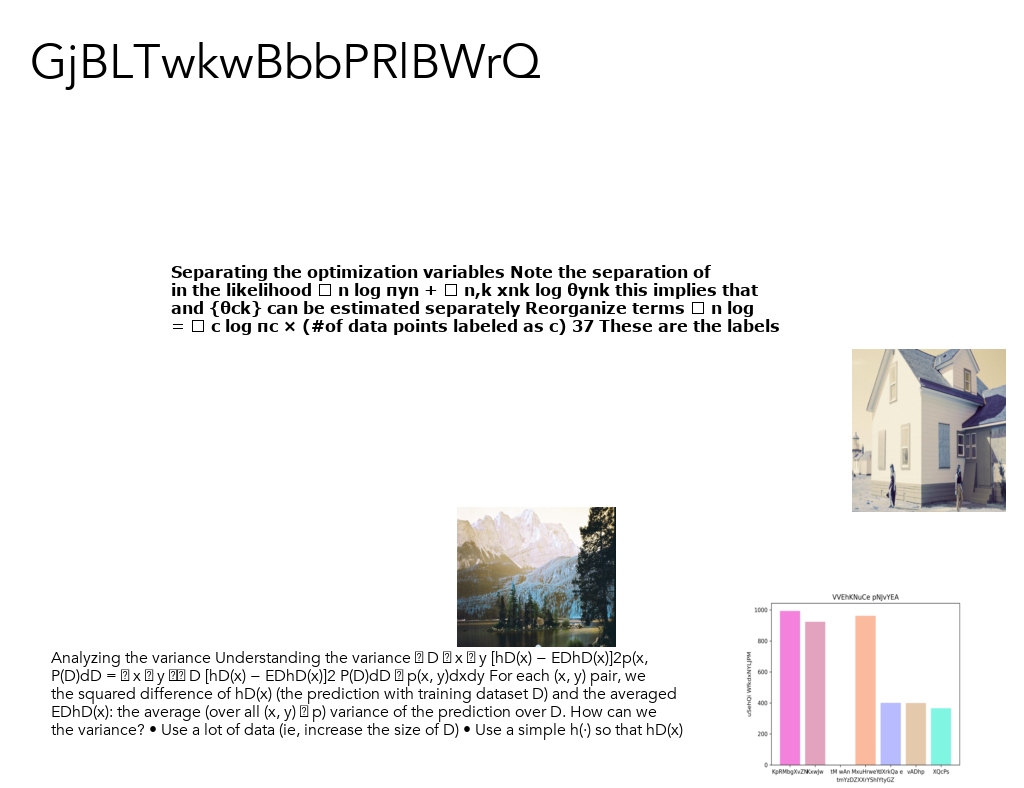 GjBLTwkwBbbPRlBWrQ
Separating the optimization variables Note the separation of
in the likelihood □ n log πyn + □ n,k xnk log θynk this implies that
and {θck} can be estimated separately Reorganize terms □ n log
= □ c log πc × (#of data points labeled as c) 37 These are the labels
Analyzing the variance Understanding the variance □ D □ x □ y [hD(x) − EDhD(x)]2p(x,
P(D)dD = □ x □ y □□ D [hD(x) − EDhD(x)]2 P(D)dD □ p(x, y)dxdy For each (x, y) pair, we
the squared difference of hD(x) (the prediction with training dataset D) and the averaged
EDhD(x): the average (over all (x, y) □ p) variance of the prediction over D. How can we
the variance? • Use a lot of data (ie, increase the size of D) • Use a simple h(·) so that hD(x)
VVEhKNuCe pNJvYEA
1000
800
600
400
200
0
KpRMbgXvZN Kxwjw tM wAn MxuHrwe YdXrkQa e vADhp XQcPs